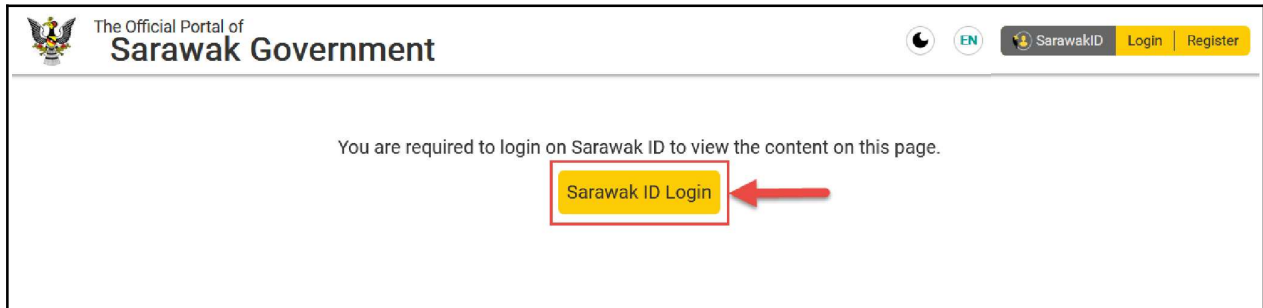 The Official Portal of
Sarawak Government
EN
SarawakID
Login
Register
You are required to login on Sarawak ID to view the content on this page.
Sarawak ID Login